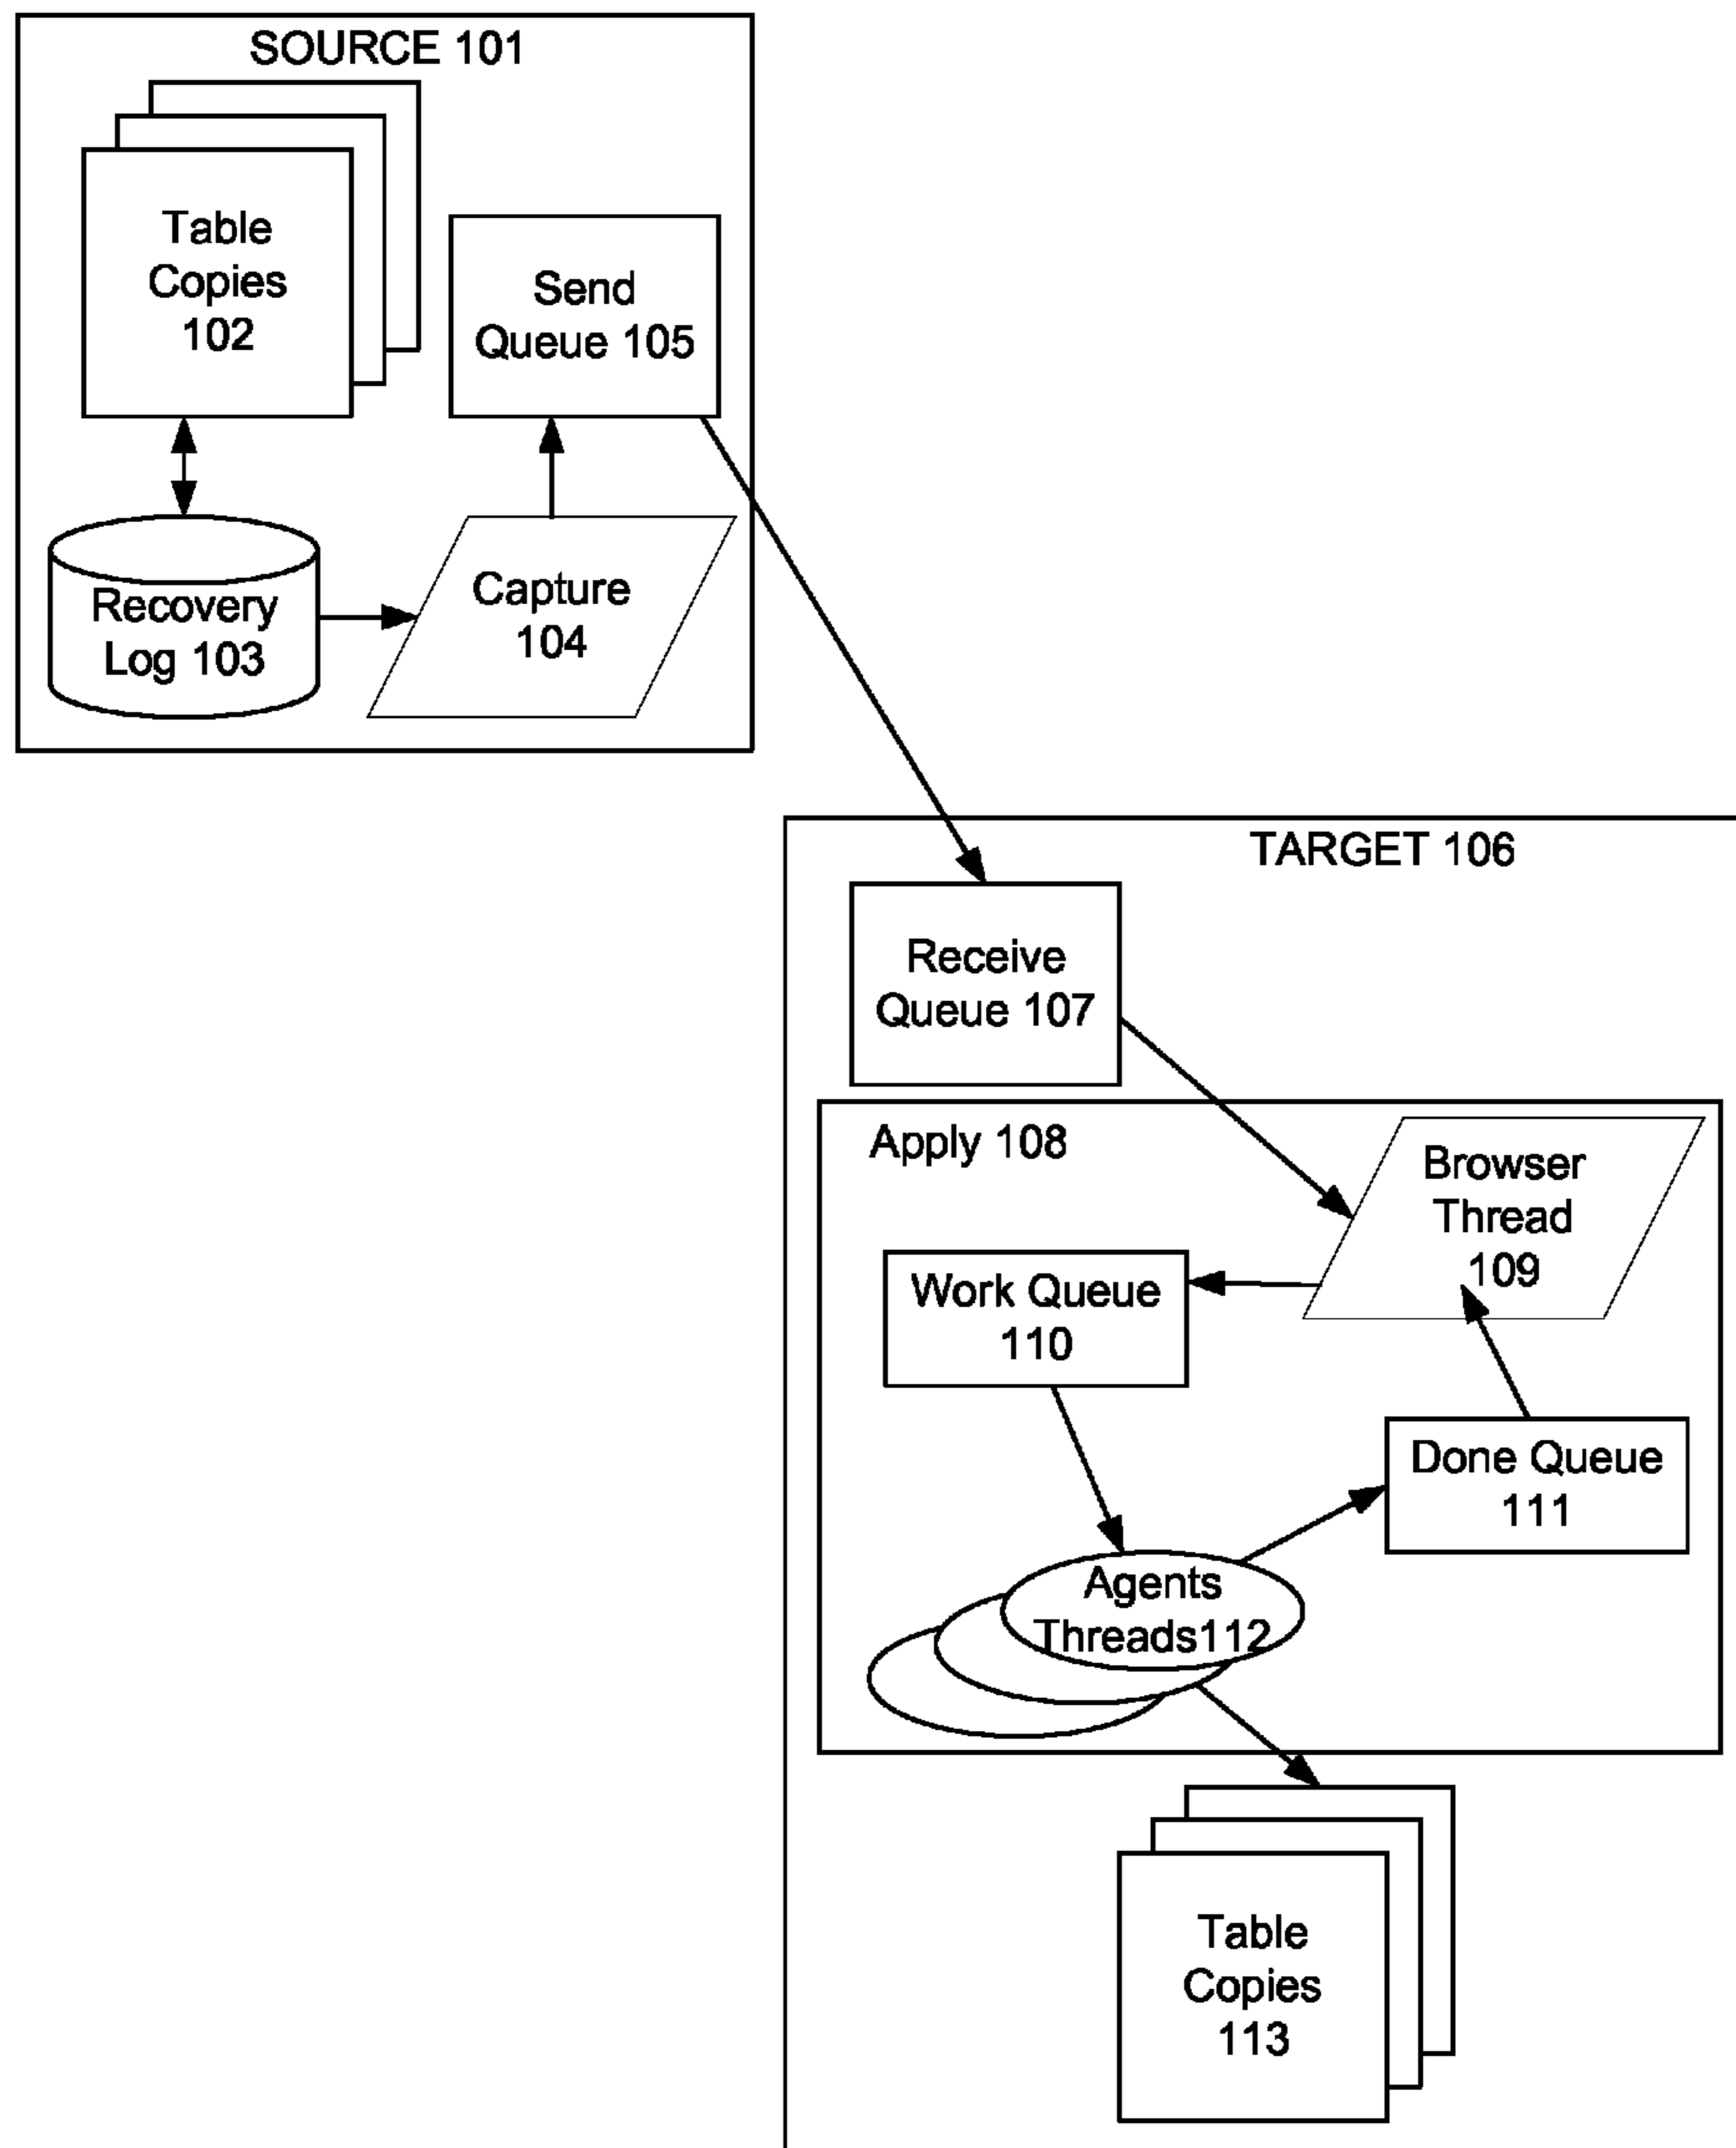 SOURCE 101
Table
Copies
102
Send
Queue 105
Recovery
Log 103
Capture
104
TARGET 106
Receive
Queue 107
Apply 108
Browser
Thread
109
Work Queue
110
Done Queue
111
Agents
Threads112
Table
Copies
113